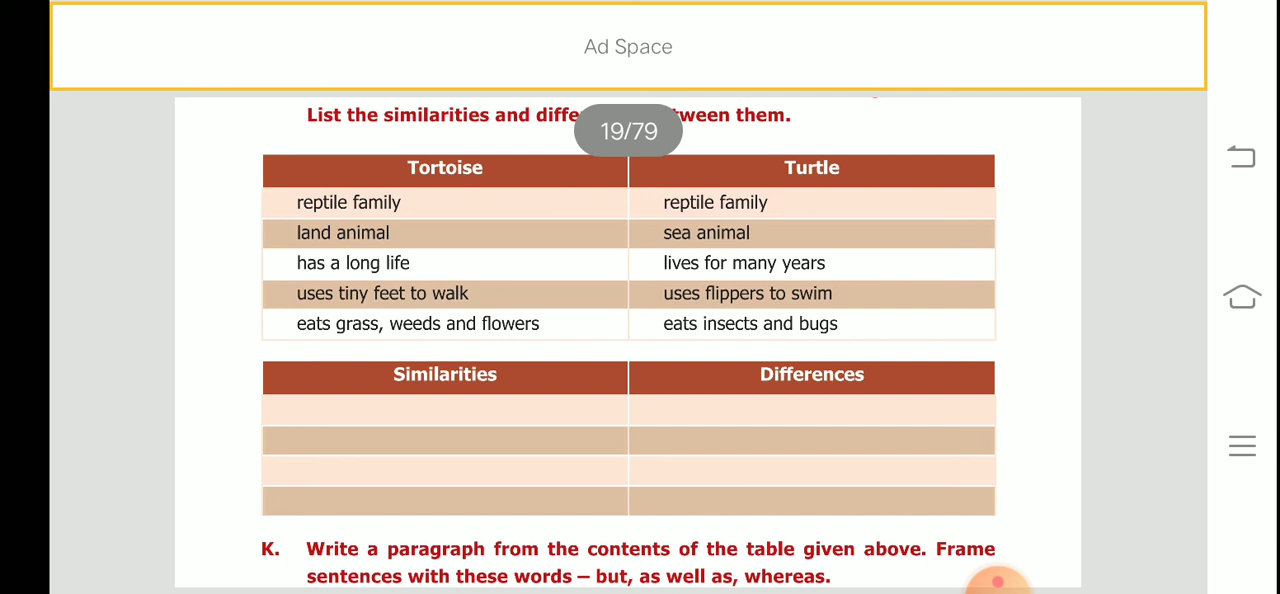 Ad Space
List the similarities and diffe tween them.
19/79
Tortoise Turtle
reptile family reptile family
land animal sea animal
has a long life lives for many years
uses tiny feet to walk uses flippers to swim
eats grass, weeds and flowers eats insects and bugs
Similarities Differences
K. Write a paragraph from the contents of the table given above. Frame
sentences with these words – but, as well as, whereas.